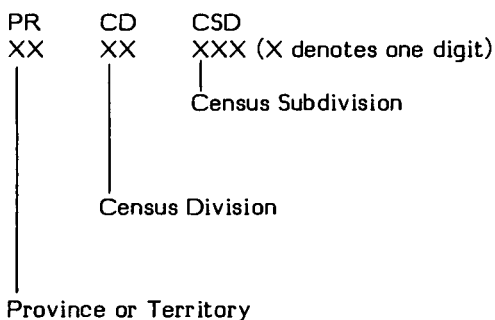 PR CD CSD
XX XX XXX (X denotes one digit)
Census Subdivision
Census Division
Province or Territory